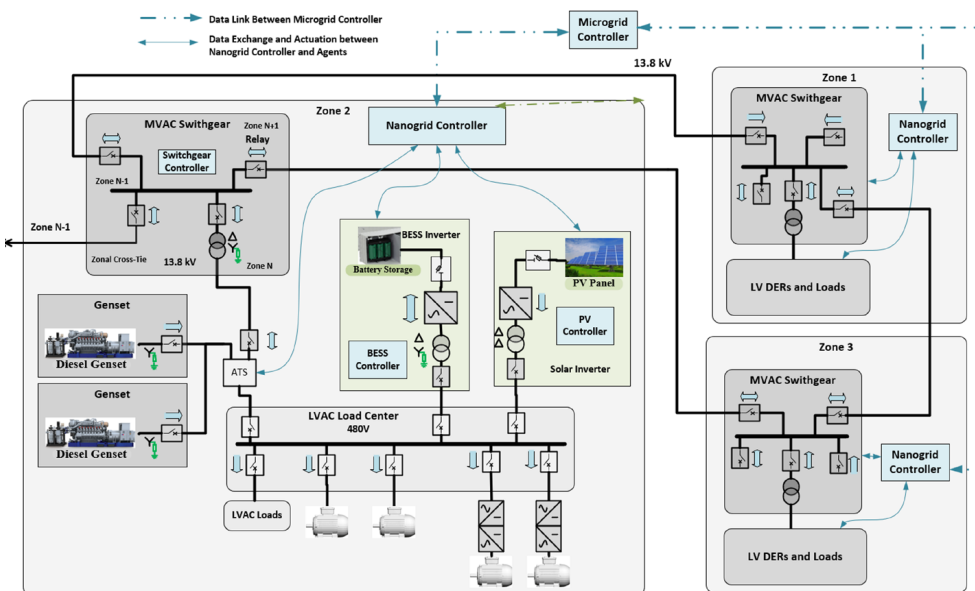 Data Link Between Microgrid Controller
Data Exchange and Actuation between
Nanogrid Controller and Agents
Microgrid
Controller
13.8 kV
Zone 1
MVAC Swithgear
Nanogrid
Controller
LV DERs and Loads
Zone 2
Nanogrid Controller
MVAC Swithgear
Zone N+1
Relay
Switchgear
Controller
Zone N-1
Zone N-1
Zonal Cross-Tie
13.8 kV
Zone N
BESS Inverter
Battery Storage
BESS
Controller
PV Panel
PV
Controller
Solar Inverter
Genset
Diesel Genset
ATS
Genset
Diesel Genset
LVAC Load Center
480V
LVAC Loads
Zone 3
MVAC Swithgear
Nanogrid
Controller
LV DERs and Loads